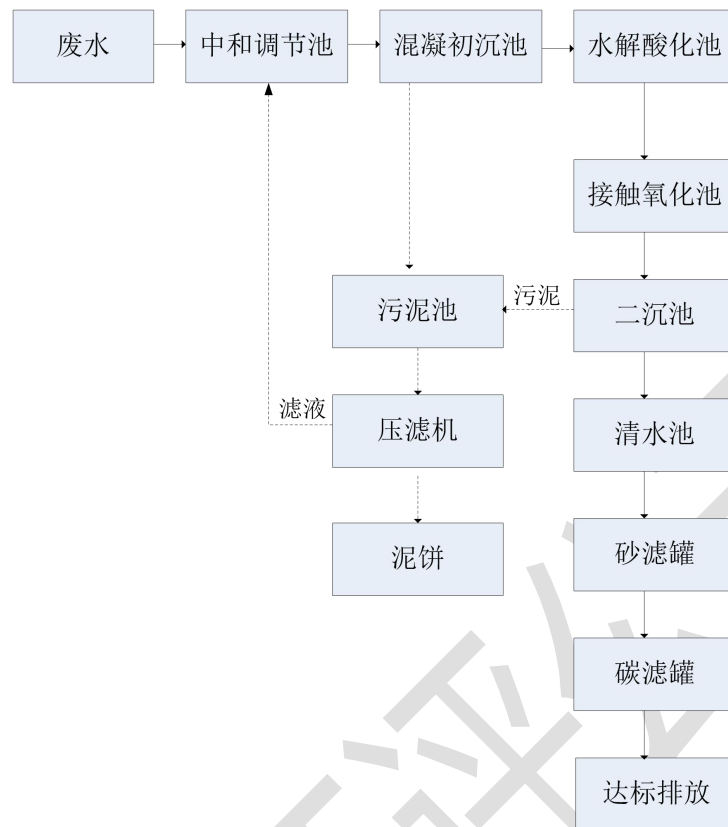 废水
中和调节池
混凝初沉池
水解酸化池
接触氧化池
污泥池
污泥
二沉池
滤液
压滤机
清水池
泥饼
砂滤罐
碳滤罐
达标排放